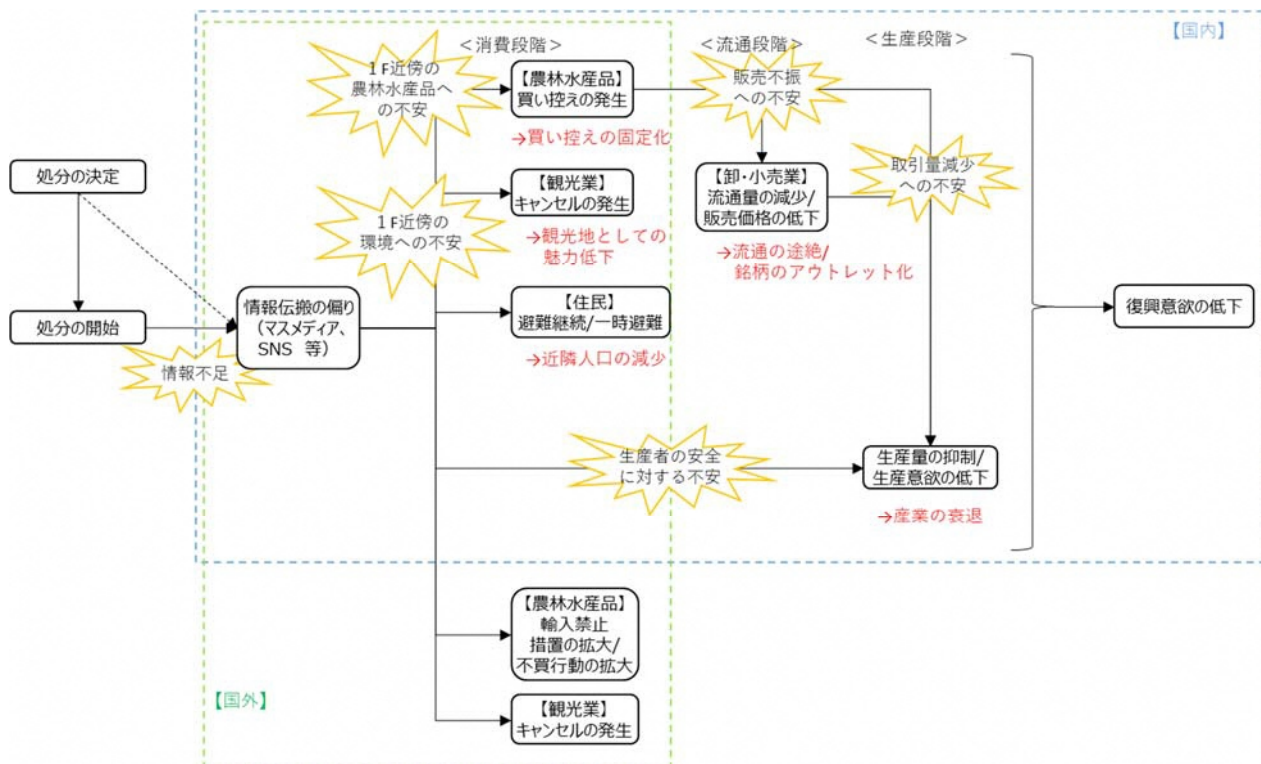 【国内】
＜消費段階＞
＜流通段階＞
＜生産段階＞
１F近傍の
農林水産品へ
の不安
【農林水産品】
買い控えの発生
→買い控えの固定化
販売不振
への不安
処分の決定
【観光業】
キャンセルの発生
→観光地としての
魅力低下
【卸・小売業】
流通量の減少/
販売価格の低下
→流通の途絶/
銘柄のアウトレット化
取引量減少
への不安
１F近傍の
環境への不安
処分の開始
情報不足
情報伝搬の偏り
（マスメディア、
SNS 等）
【住民】
避難継続/一時避難
→近隣人口の減少
復興意欲の低下
生産者の安全
に対する不安
生産量の抑制/
生産意欲の低下
→産業の衰退
【農林水産品】
輸入禁止
措置の拡大/
不買行動の拡大
【国外】
【観光業】
キャンセルの発生